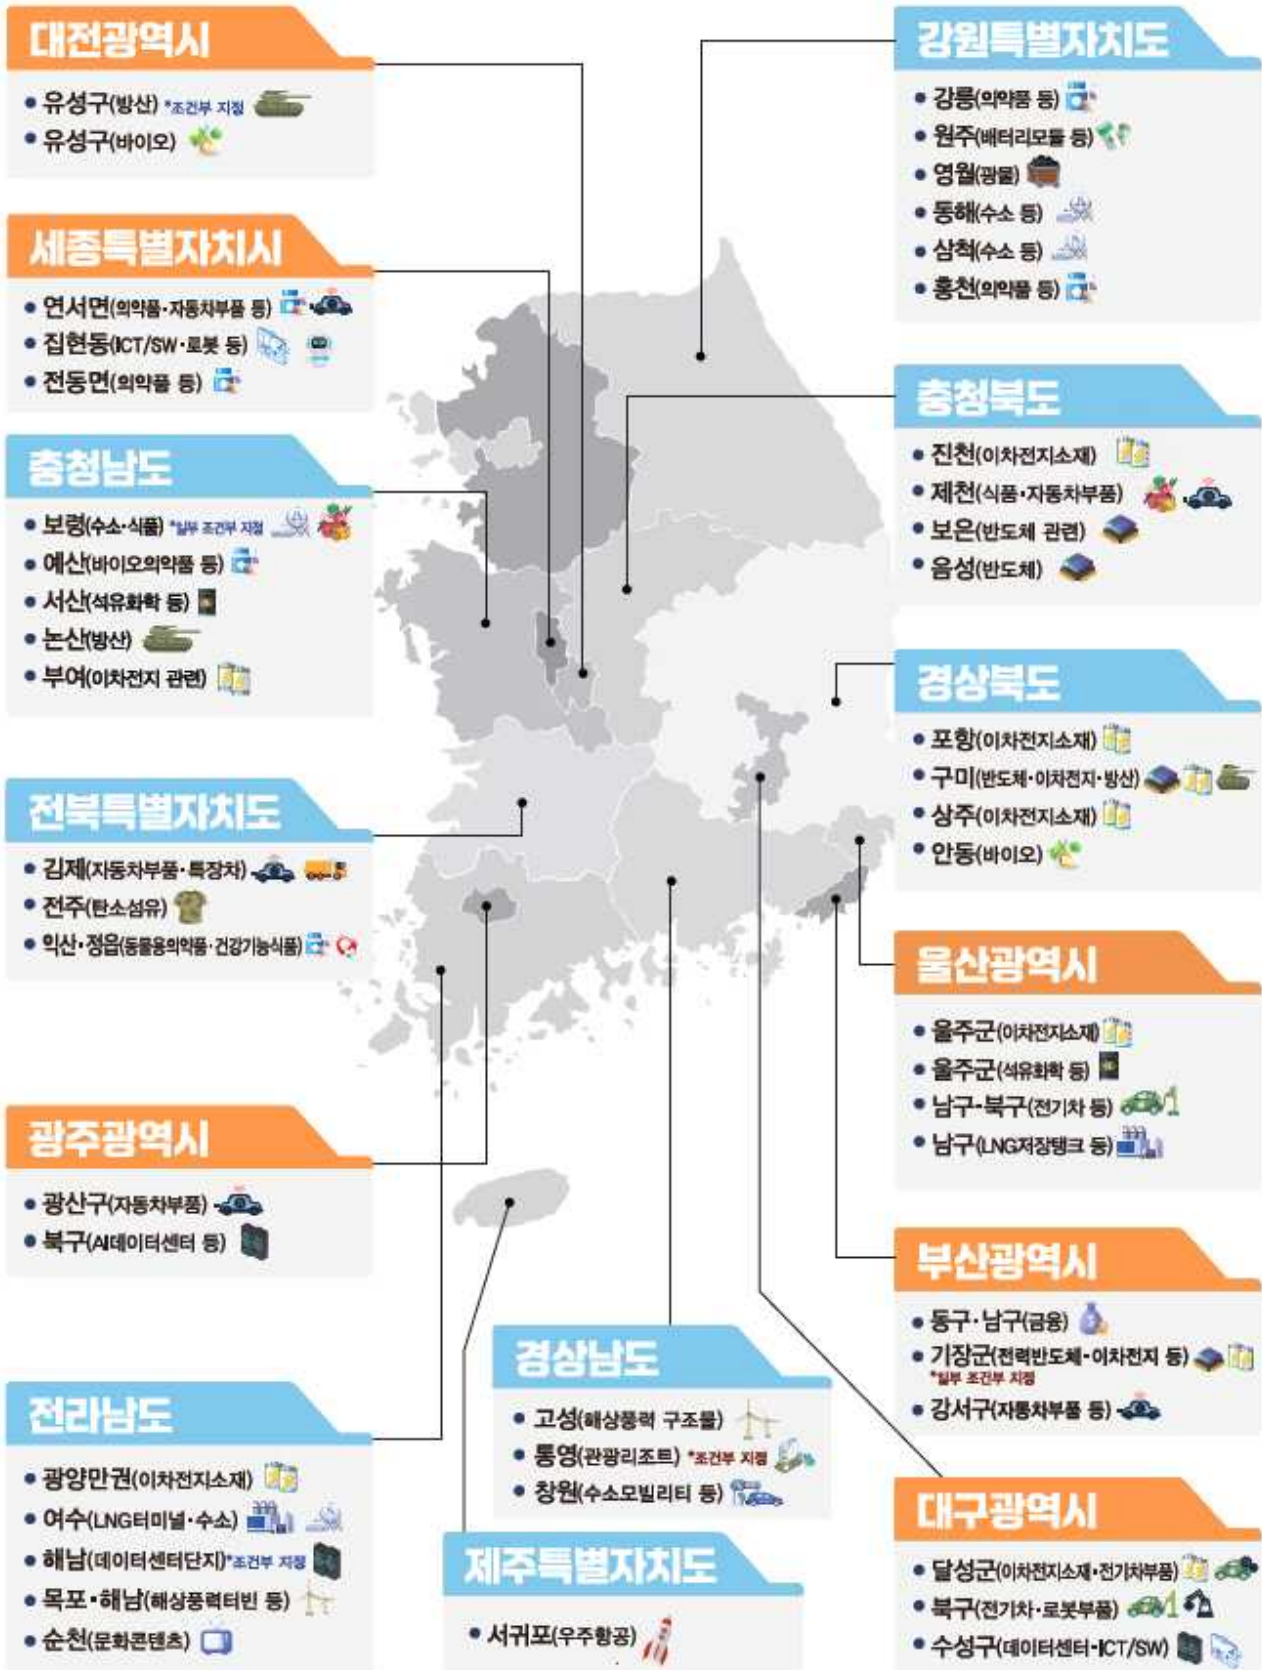 대전광역시
• 유성구(방산) *조건부 지정
• 유성구(바이오)
세종특별자치시
• 연서면(의약품·자동차부품 등)
• 집현동(ICT/SW·로봇 등)
• 전동면(의약품 등)
충청남도
• 보령(수소·식품) *일부 조건부 지정
• 예산(바이오의약품 등)
• 서산(석유화학 등)
• 논산(방산)
• 부여(이차전지 관련)
전북특별자치도
• 김제(자동차부품·특장차)
• 전주(탄소섬유)
• 익산·정읍(동물용의약품·건강기능식품)
광주광역시
• 광산구(자동차부품)
• 북구(AI데이터센터 등)
전라남도
• 광양만권(이차전지소재)
• 여수(LNG터미널·수소)
• 해남(데이터센터단지)*조건부 지정
• 목포·해남(해상풍력터빈 등)
• 순천(문화콘텐츠)
강원특별자치도
• 강릉(의약품 등)
• 원주(배터리모듈 등)
• 영월(광물)
• 동해(수소 등)
• 삼척(수소 등)
• 홍천(의약품 등)
충청북도
• 진천(이차전지소재)
• 제천(식품·자동차부품)
• 보은(반도체 관련)
• 음성(반도체)
경상북도
• 포항(이차전지소재)
• 구미(반도체·이차전지·방산)
• 상주(이차전지소재)
• 안동(바이오)
울산광역시
• 울주군(이차전지소재)
• 울주군(석유화학 등)
• 남구·북구(전기차 등)
• 남구(LNG저장탱크 등)
부산광역시
• 동구·남구(금융)
• 기장군(전력반도체·이차전지 등)
*일부 조건부 지정
• 강서구(자동차부품 등)
대구광역시
• 달성군(이차전지소재·전기차부품)
• 북구(전기차·로봇부품)
• 수성구(데이터센터·ICT/SW)
경상남도
• 고성(해상풍력 구조물)
• 통영(관광리조트) *조건부 지정
• 창원(수소모빌리티 등)
제주특별자치도
• 서귀포(우주항공)